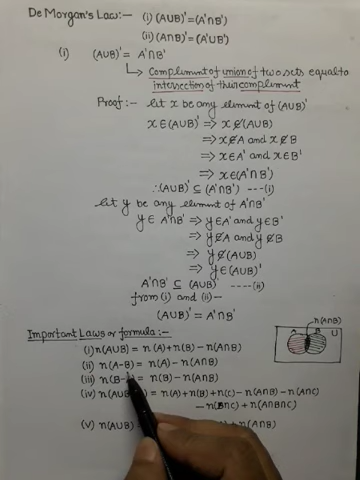 De Morgan's Law:- (i) (A∪B)' = (A'∩B')
(ii) (A∩B)' = (A'∪B')
(i) (A∪B)' = A'∩B'
↳ Compliment of union of two sets equal to
intersection of their compliment
Proof:- let x be any element of (A∪B)'
x∈(A∪B)' ⇒ x∉(A∪B)
⇒ x∉A and x∉B
⇒ x∈A' and x∈B'
⇒ x∈(A'∩B')
∴(A∪B)' ⊆ (A'∩B') ----(i)
let y be any element of A'∩B'
y∈ A'∩B' ⇒ y∈A' and y∈B'
⇒ y∉A and y∉B
⇒ y∉(A∪B)
⇒ y∈(A∪B)'
A'∩B' ⊆ (A∪B)' -----(ii)
from (i) and (ii)-
(A∪B)' = A'∩B'
n(A∩B)
A B U
Important Laws or formula:-
(i) n(A∪B) = n(A)+n(B) - n(A∩B)
(ii) n(A-B) = n(A) - n(A∩B)
(iii) n(B- = n(B) - n(A∩B)
(iv) n(A∪B ) = n(A) + n(B) + n(C) - n(A∩B) - n(A∩C)
- n(B∩C) + n(A∩B∩C)
(v) n(A∪B) = + n(A∩B)